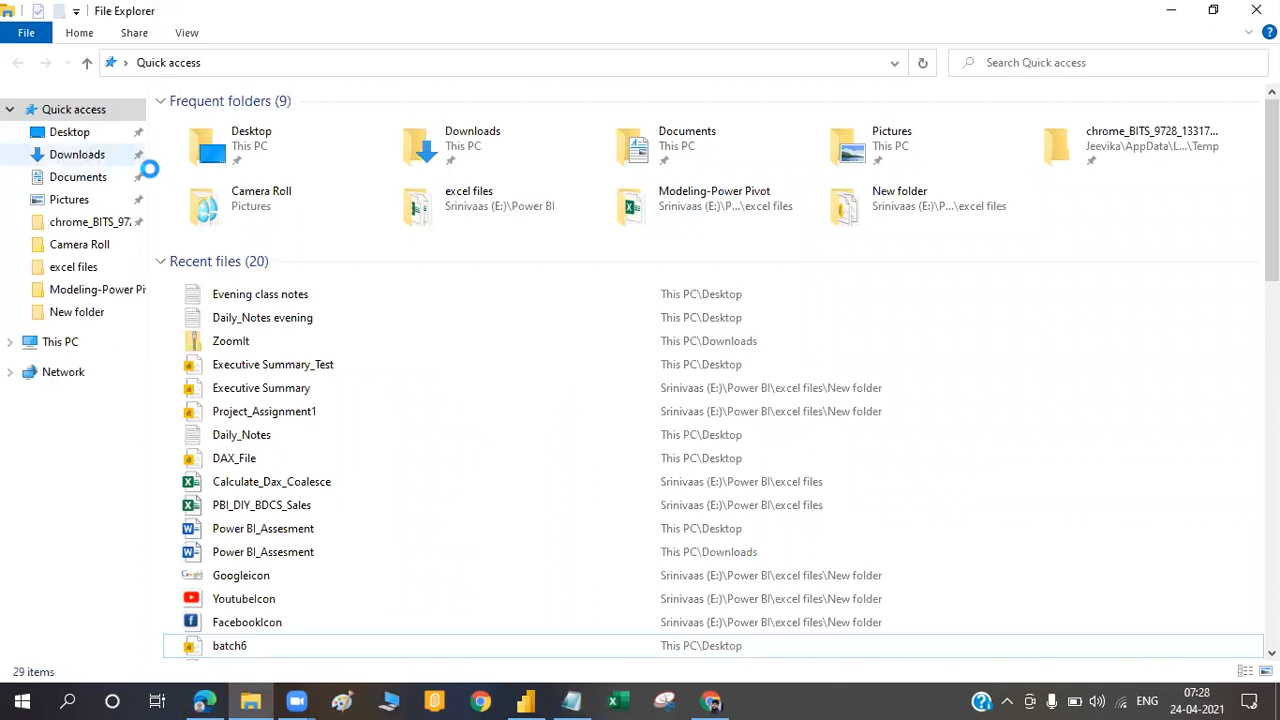 File Explorer
File Home Share View
Quick access
Search Quick access
Quick access
Desktop
Downloads
Documents
Pictures
chrome_BITS_97
Camera Roll
excel files
Modeling-Power Pi
New folder
This PC
Network
Frequent folders (9)
Desktop
This PC
Downloads
This PC
Documents
This PC
Pictures
This PC
chrome_BITS_9728_13317...
Jeevika\AppData\L...\Temp
Camera Roll
Pictures
excel files
Srinivaas (E:)\Power BI
Modeling-Power Pivot
Srinivaas (E:)\P...\excel files
New folder
Srinivaas (E:)\P...\excel files
Recent files (20)
Evening class notes This PC\Desktop
Daily_Notes evening This PC\Desktop
ZoomIt This PC\Downloads
Executive Summary_Test This PC\Desktop
Executive Summary Srinivaas (E:)\Power BI\excel files\New folder
Project_Assignment1 Srinivaas (E:)\Power BI\excel files\New folder
Daily_Notes This PC\Desktop
DAX_File This PC\Desktop
Calculate_Dax_Coalesce Srinivaas (E:)\Power BI\excel files
PBI_DIY_BDCS_Sales Srinivaas (E:)\Power BI\excel files
Power BI_Assesment This PC\Desktop
Power BI_Assesment This PC\Downloads
Googleicon Srinivaas (E:)\Power BI\excel files\New folder
YoutubeIcon Srinivaas (E:)\Power BI\excel files\New folder
FacebookIcon Srinivaas (E:)\Power BI\excel files\New folder
batch6 This PC\Desktop
29 items
ENG
07:28
24-04-2021